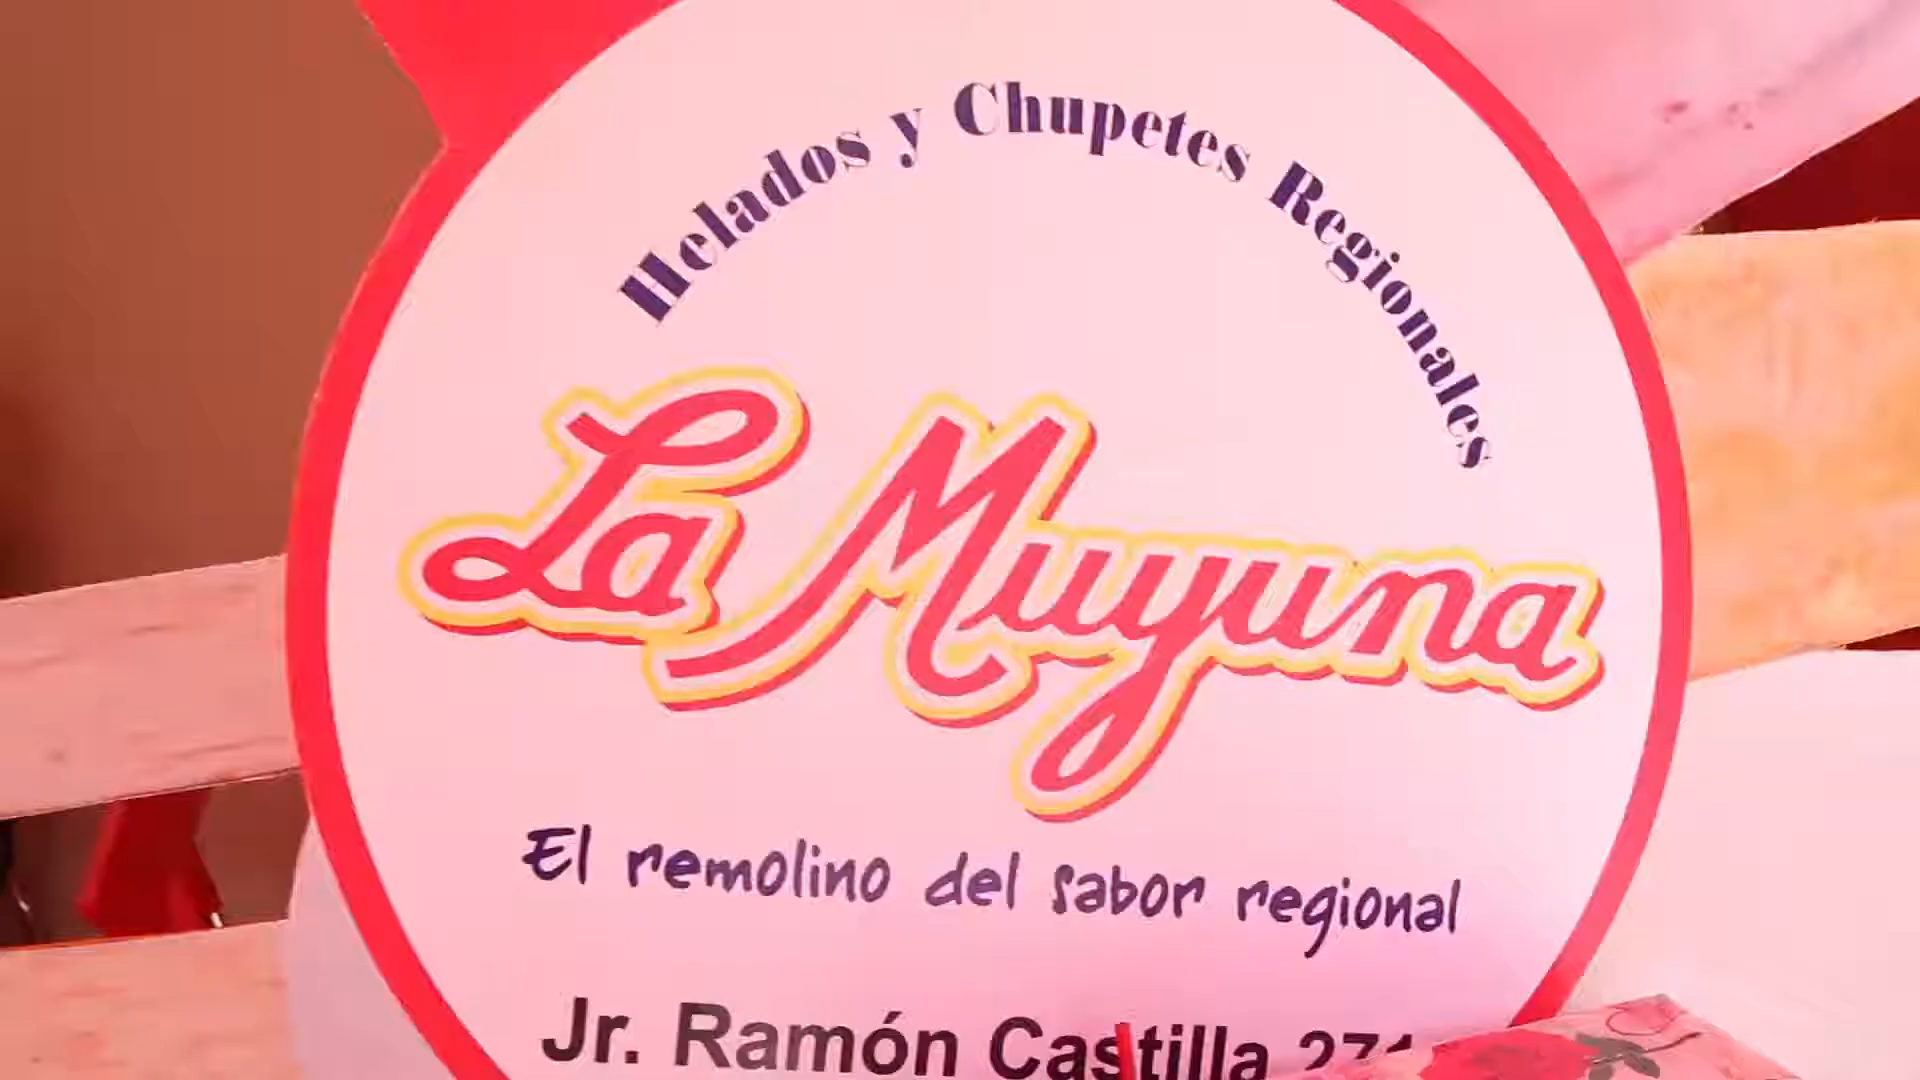 Helados y Chupetes Regionales
La Muyuna
El remolino del sabor regional
Jr. Ramón Castilla